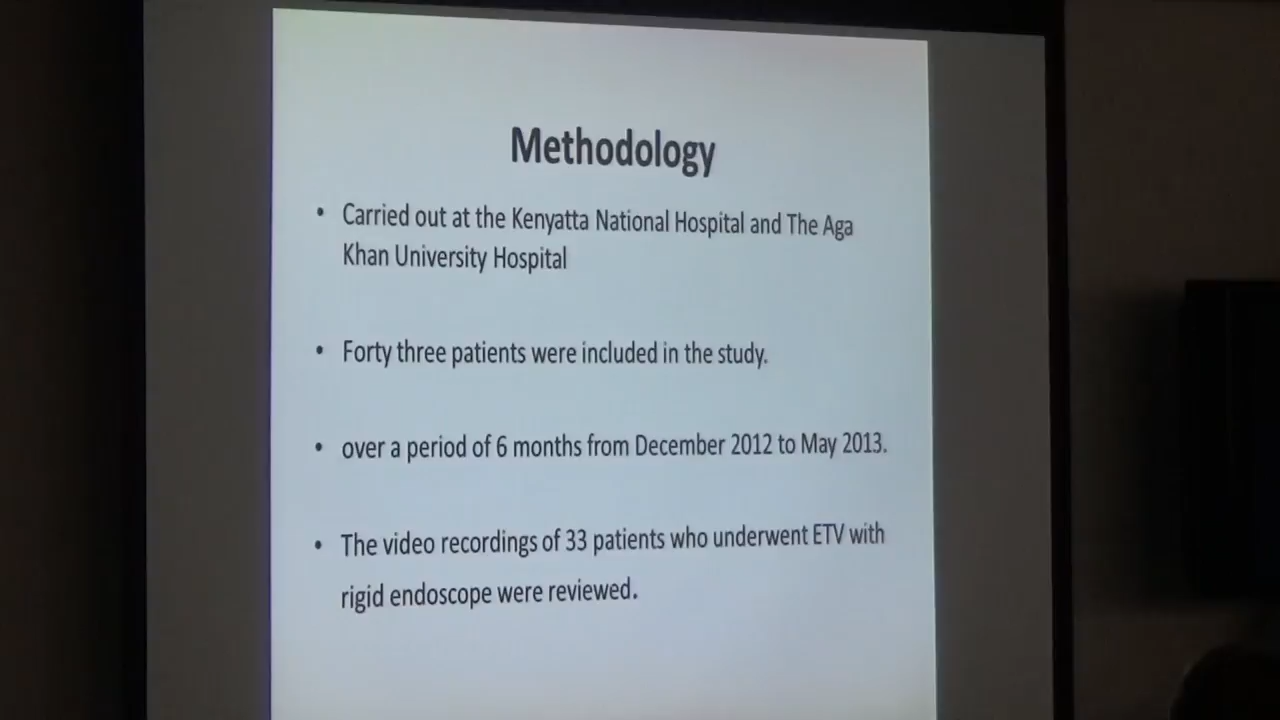 Methodology
• Carried out at the Kenyatta National Hospital and The Aga
Khan University Hospital
• Forty three patients were included in the study.
• over a period of 6 months from December 2012 to May 2013.
• The video recordings of 33 patients who underwent ETV with
rigid endoscope were reviewed.